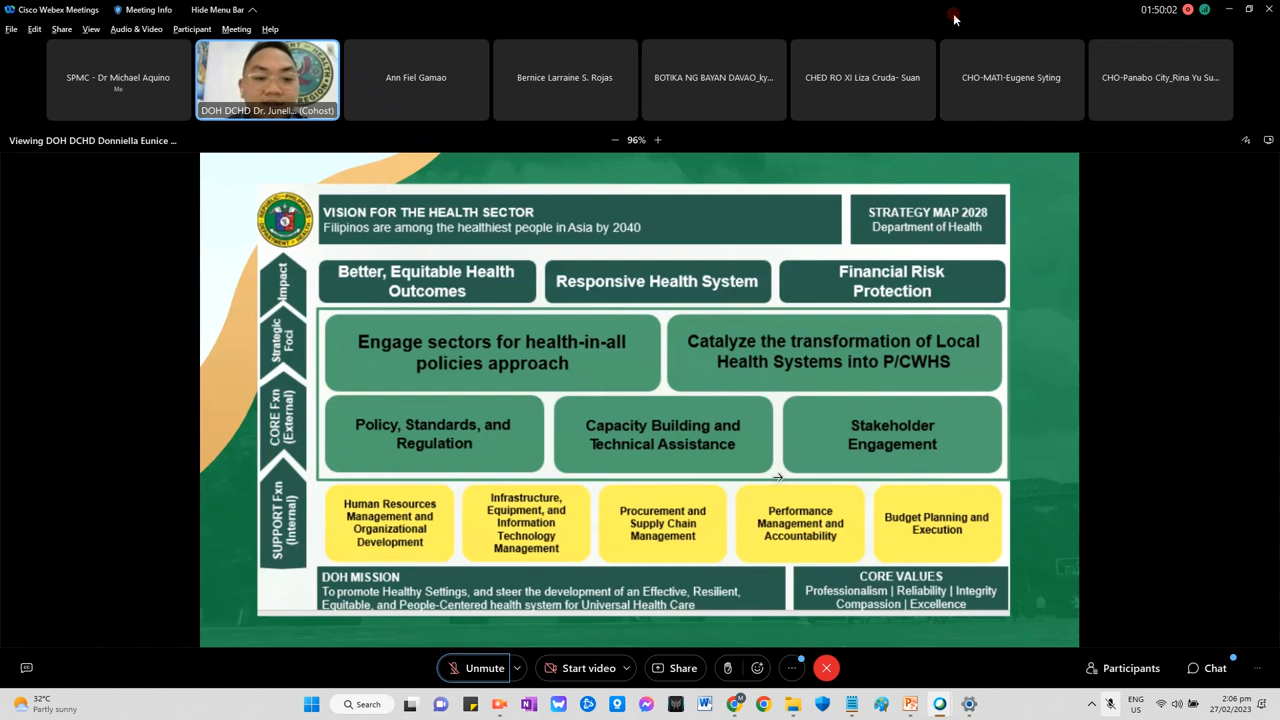 Cisco Webex Meetings Meeting Info Hide Menu Bar 01:50:02
File Edit Share View Audio & Video Participant Meeting Help
SPMC - Dr Michael Aquino
Me
DOH DCHD Dr. Junell... (Cohost)
Ann Fiel Gamao
Bernice Larraine S. Rojas
BOTIKA NG BAYAN DAVAO_ky...
CHED RO XI Liza Cruda- Suan
CHO-MATI-Eugene Syting
CHO-Panabo City_Rina Yu Su...
Viewing DOH DCHD Donniella Eunice ...
96%
VISION FOR THE HEALTH SECTOR
Filipinos are among the healthiest people in Asia by 2040
STRATEGY MAP 2028
Department of Health
Impact
Better, Equitable Health
Outcomes
Responsive Health System
Financial Risk
Protection
Strategic
Foci
Engage sectors for health-in-all
policies approach
Catalyze the transformation of Local
Health Systems into P/CWHS
CORE Fxn
(External)
Policy, Standards, and
Regulation
Capacity Building and
Technical Assistance
Stakeholder
Engagement
SUPPORT Fxn
(Internal)
Human Resources
Management and
Organizational
Development
Infrastructure,
Equipment, and
Information
Technology
Management
Procurement and
Supply Chain
Management
Performance
Management and
Accountability
Budget Planning and
Execution
DOH MISSION
To promote Healthy Settings, and steer the development of an Effective, Resilient,
Equitable, and People-Centered health system for Universal Health Care
CORE VALUES
Professionalism | Reliability | Integrity
Compassion | Excellence
Unmute Start video Share Participants Chat
32°C
Partly sunny
Search
ENG
US
2:06 pm
27/02/2023